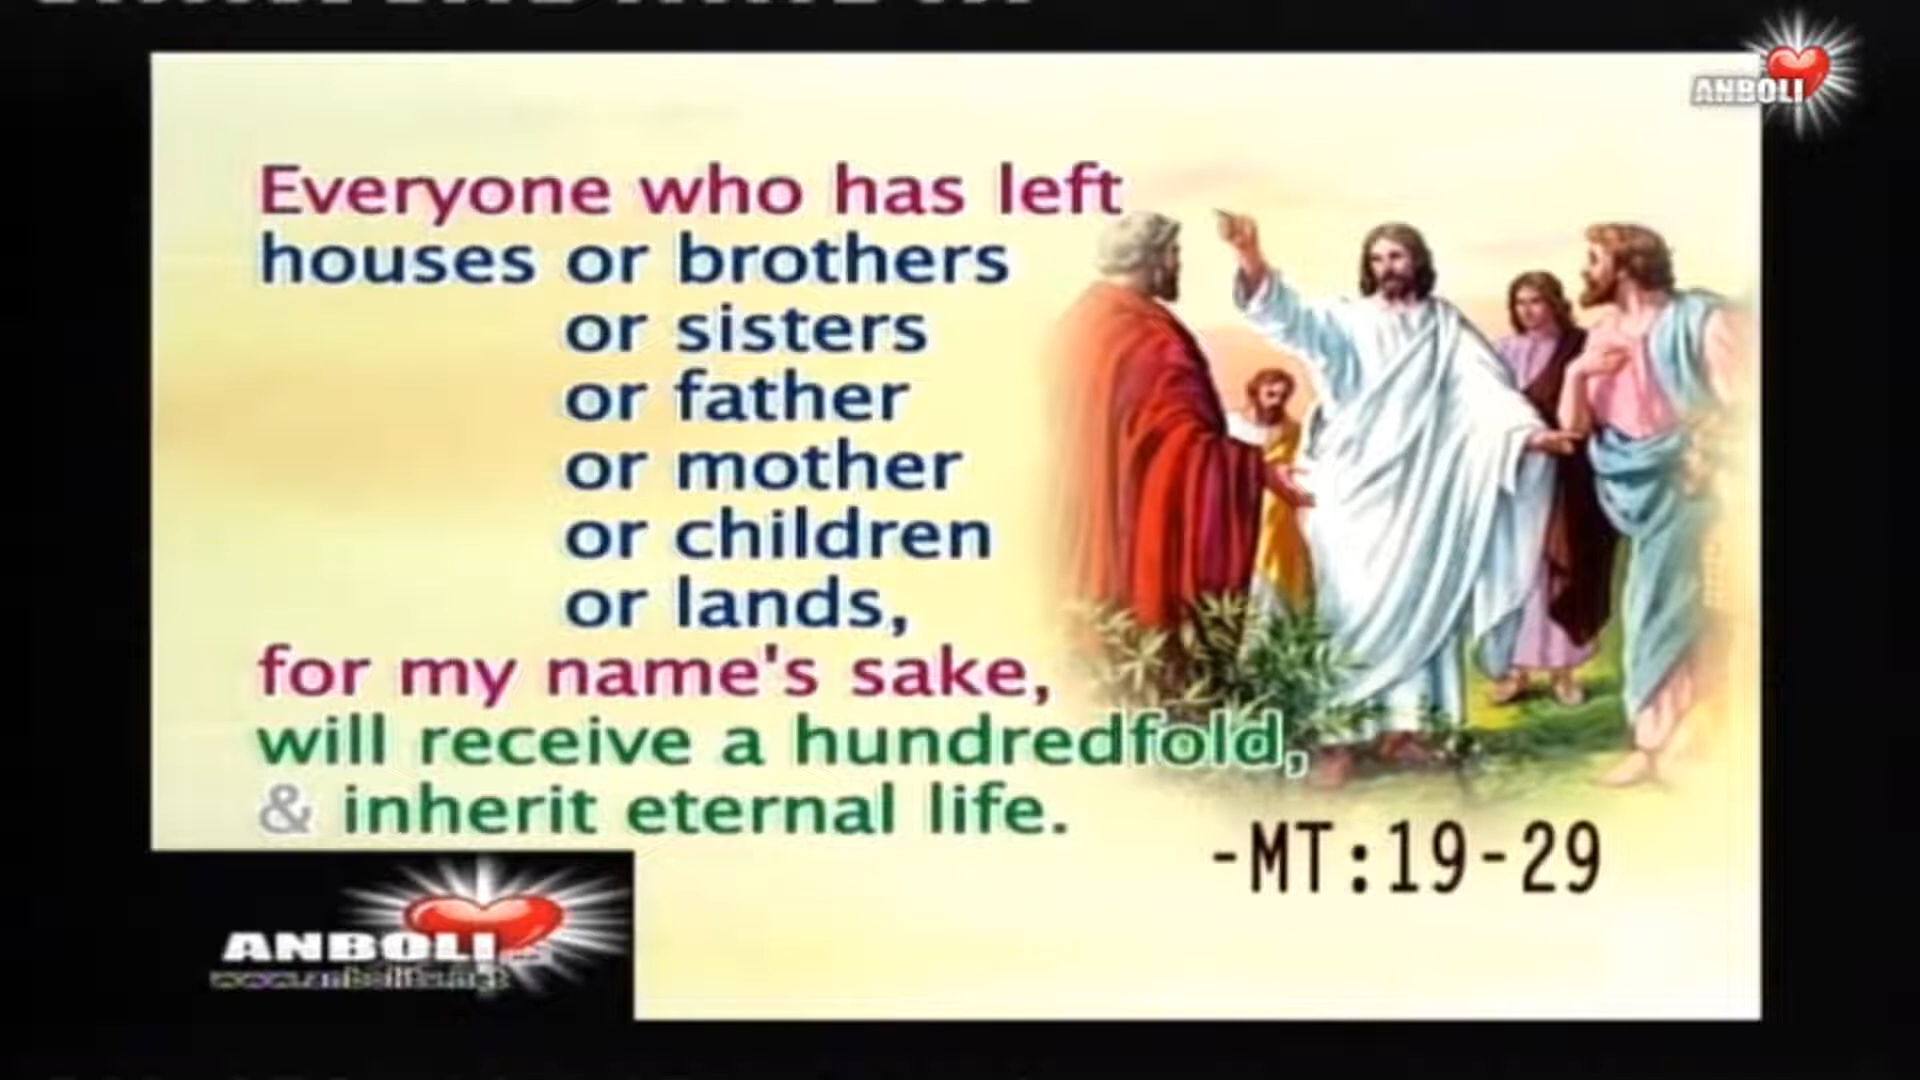 ANBOLI
Everyone who has left
houses or brothers
or sisters
or father
or mother
or children
or lands,
for my name's sake,
will receive a hundredfold,
& inherit eternal life.
-MT:19-29
ANBOLI